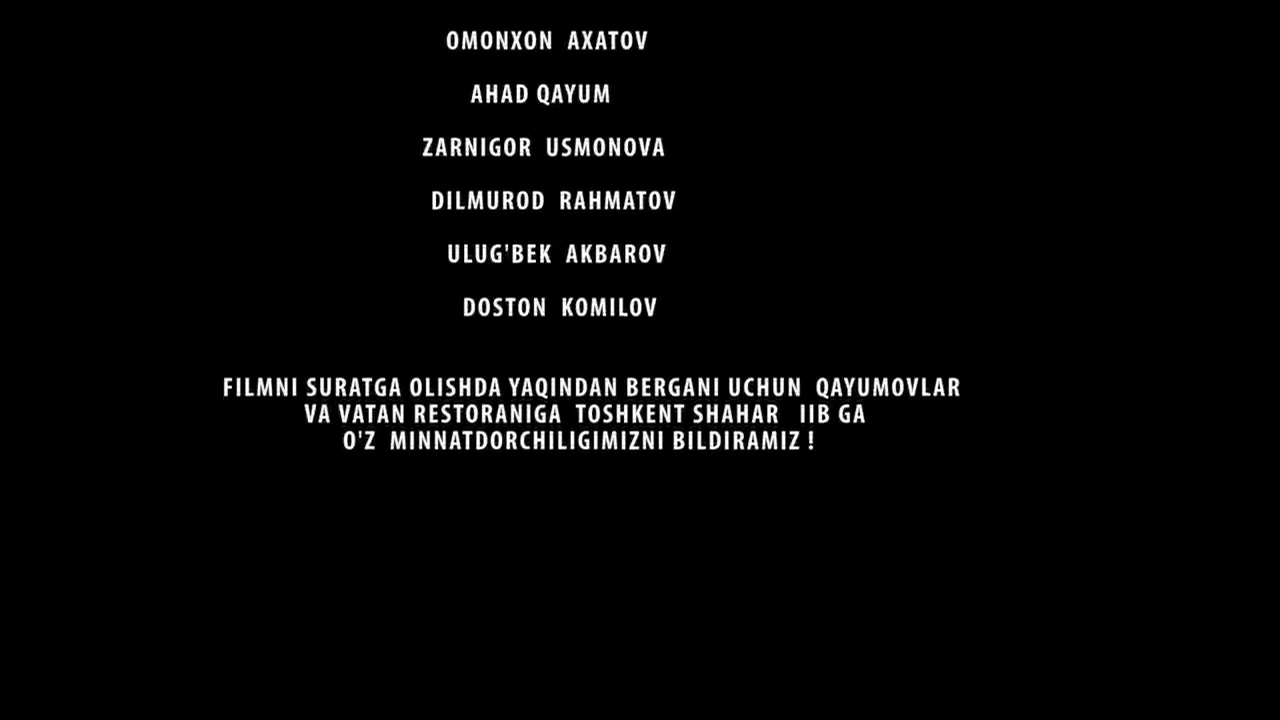 OMONXON AXATOV
AHAD QAYUM
ZARNIGOR USMONOVA
DILMUROD RAHMATOV
ULUG'BEK AKBAROV
DOSTON KOMILOV
FILMNI SURATGA OLISHDA YAQINDAN BERGANI UCHUN QAYUMOVLAR
VA VATAN RESTORANIGA TOSHKENT SHAHAR IIB GA
O'Z MINNATDORCHILIGIMIZNI BILDIRAMIZ !